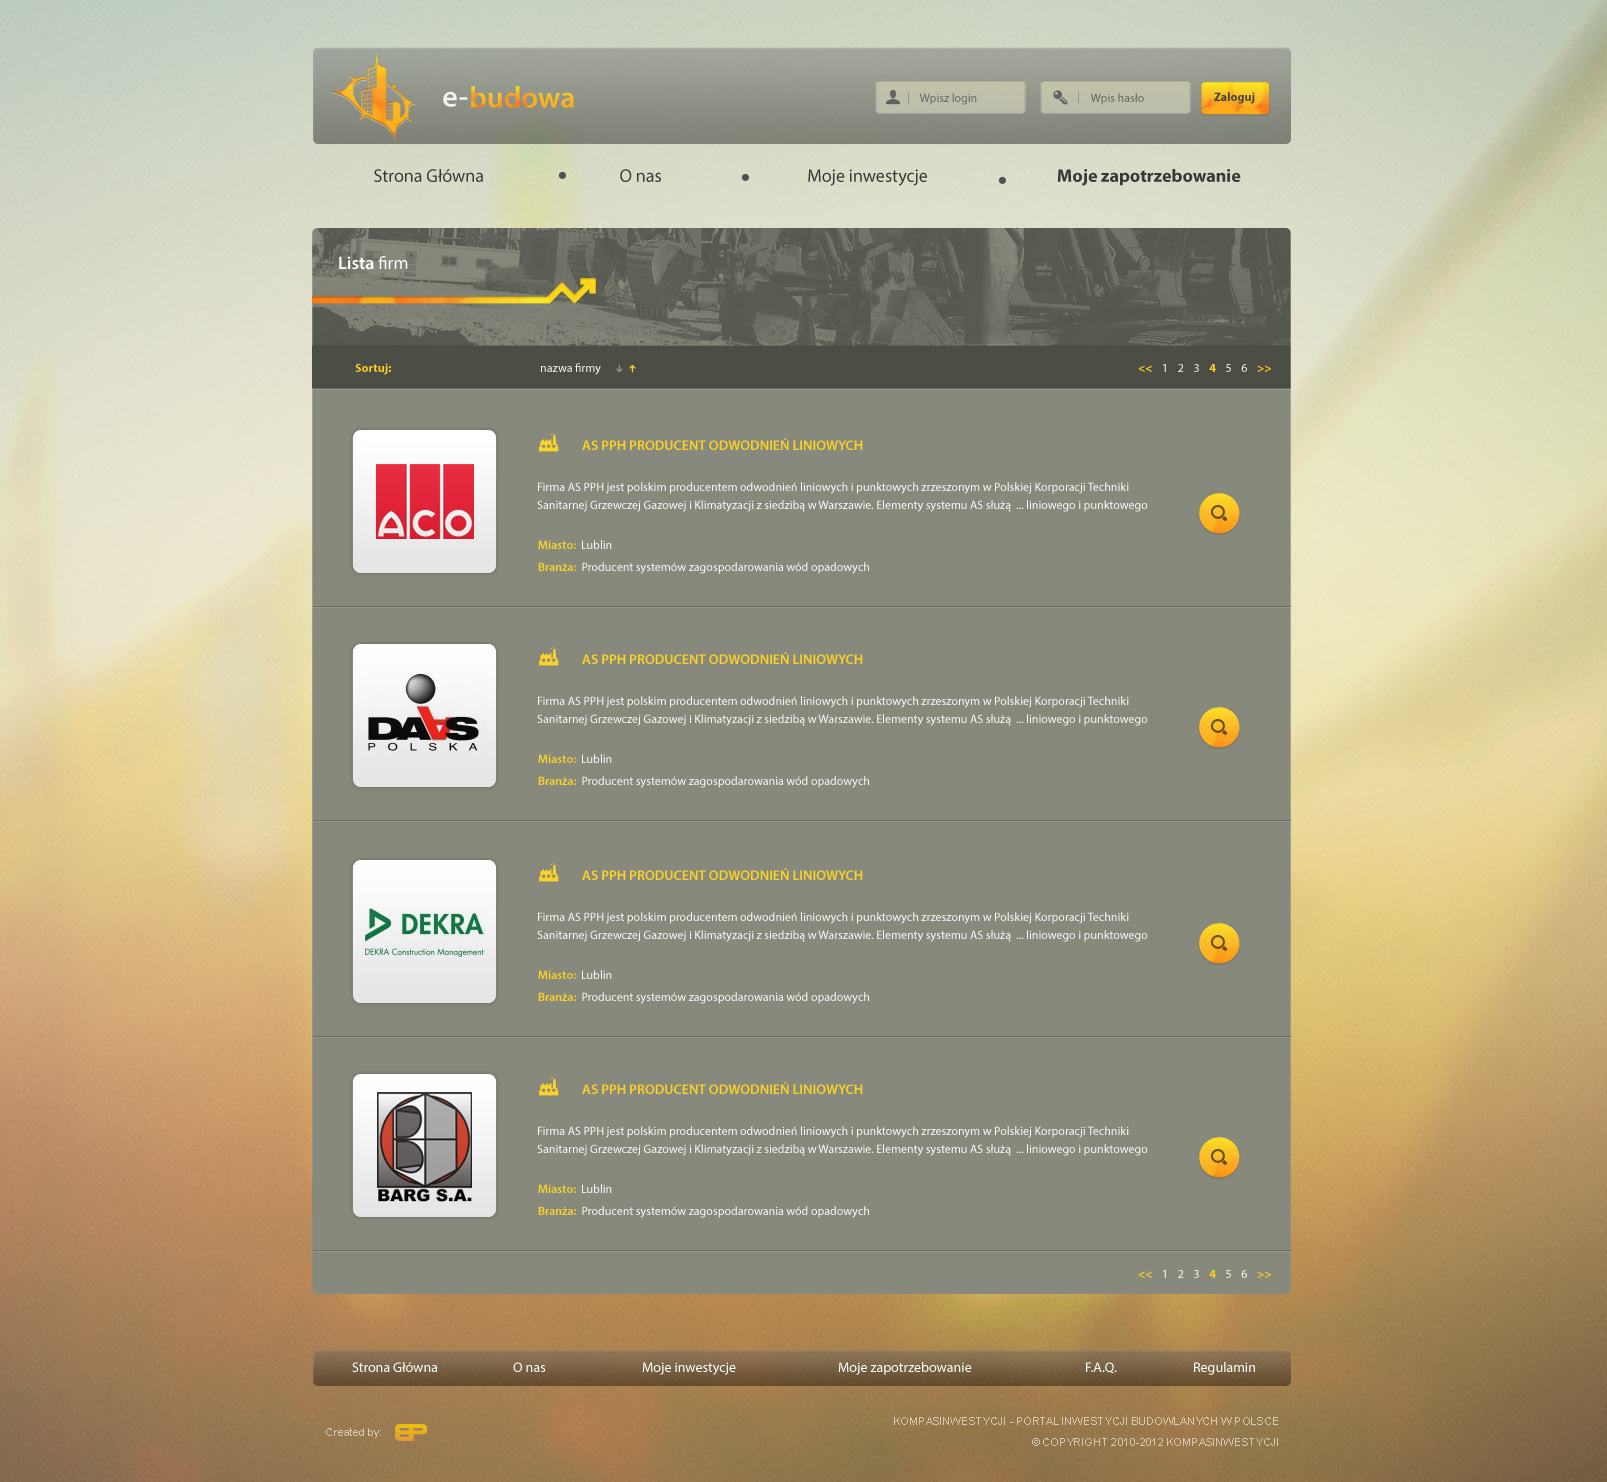 e-budowa
Wpisz login
Wpis hasło
Zaloguj
Strona Główna
O nas
Moje inwestycje
Moje zapotrzebowanie
Lista firm
Sortuj:
nazwa firmy
<< 1 2 3 4 5 6 >>
ACO
AS PPH PRODUCENT ODWODNIEŃ LINIOWYCH
Firma AS PPH jest polskim producentem odwodnień liniowych i punktowych zrzeszonym w Polskiej Korporacji Techniki
Sanitarnej Grzewczej Gazowej i Klimatyzacji z siedzibą w Warszawie. Elementy systemu AS służą ... liniowego i punktowego
Miasto: Lublin
Branża: Producent systemów zagospodarowania wód opadowych
DAAS
POLSKA
AS PPH PRODUCENT ODWODNIEŃ LINIOWYCH
Firma AS PPH jest polskim producentem odwodnień liniowych i punktowych zrzeszonym w Polskiej Korporacji Techniki
Sanitarnej Grzewczej Gazowej i Klimatyzacji z siedzibą w Warszawie. Elementy systemu AS służą ... liniowego i punktowego
Miasto: Lublin
Branża: Producent systemów zagospodarowania wód opadowych
DEKRA
DEKRA Construction Management
AS PPH PRODUCENT ODWODNIEŃ LINIOWYCH
Firma AS PPH jest polskim producentem odwodnień liniowych i punktowych zrzeszonym w Polskiej Korporacji Techniki
Sanitarnej Grzewczej Gazowej i Klimatyzacji z siedzibą w Warszawie. Elementy systemu AS służą ... liniowego i punktowego
Miasto: Lublin
Branża: Producent systemów zagospodarowania wód opadowych
BARG S.A.
AS PPH PRODUCENT ODWODNIEŃ LINIOWYCH
Firma AS PPH jest polskim producentem odwodnień liniowych i punktowych zrzeszonym w Polskiej Korporacji Techniki
Sanitarnej Grzewczej Gazowej i Klimatyzacji z siedzibą w Warszawie. Elementy systemu AS służą ... liniowego i punktowego
Miasto: Lublin
Branża: Producent systemów zagospodarowania wód opadowych
<< 1 2 3 4 5 6 >>
Strona Główna
O nas
Moje inwestycje
Moje zapotrzebowanie
F.A.Q.
Regulamin
Created by:
KOMPASINWESTYCJI - PORTAL INWESTYCJI BUDOWLANYCH W POLSCE
© COPYRIGHT 2010-2012 KOMPASINWESTYCJI